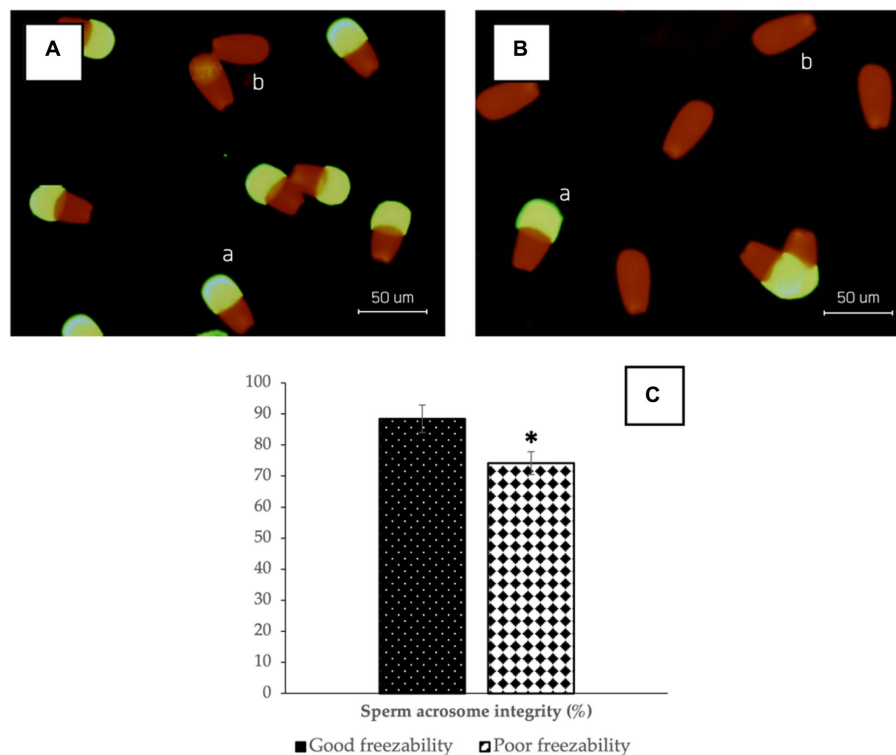 A
b
a
50 um
B
b
a
50 um
C
100
90
80
70
60
50
40
30
20
10
0
*
Sperm acrosome integrity (%)
Good freezability Poor freezability